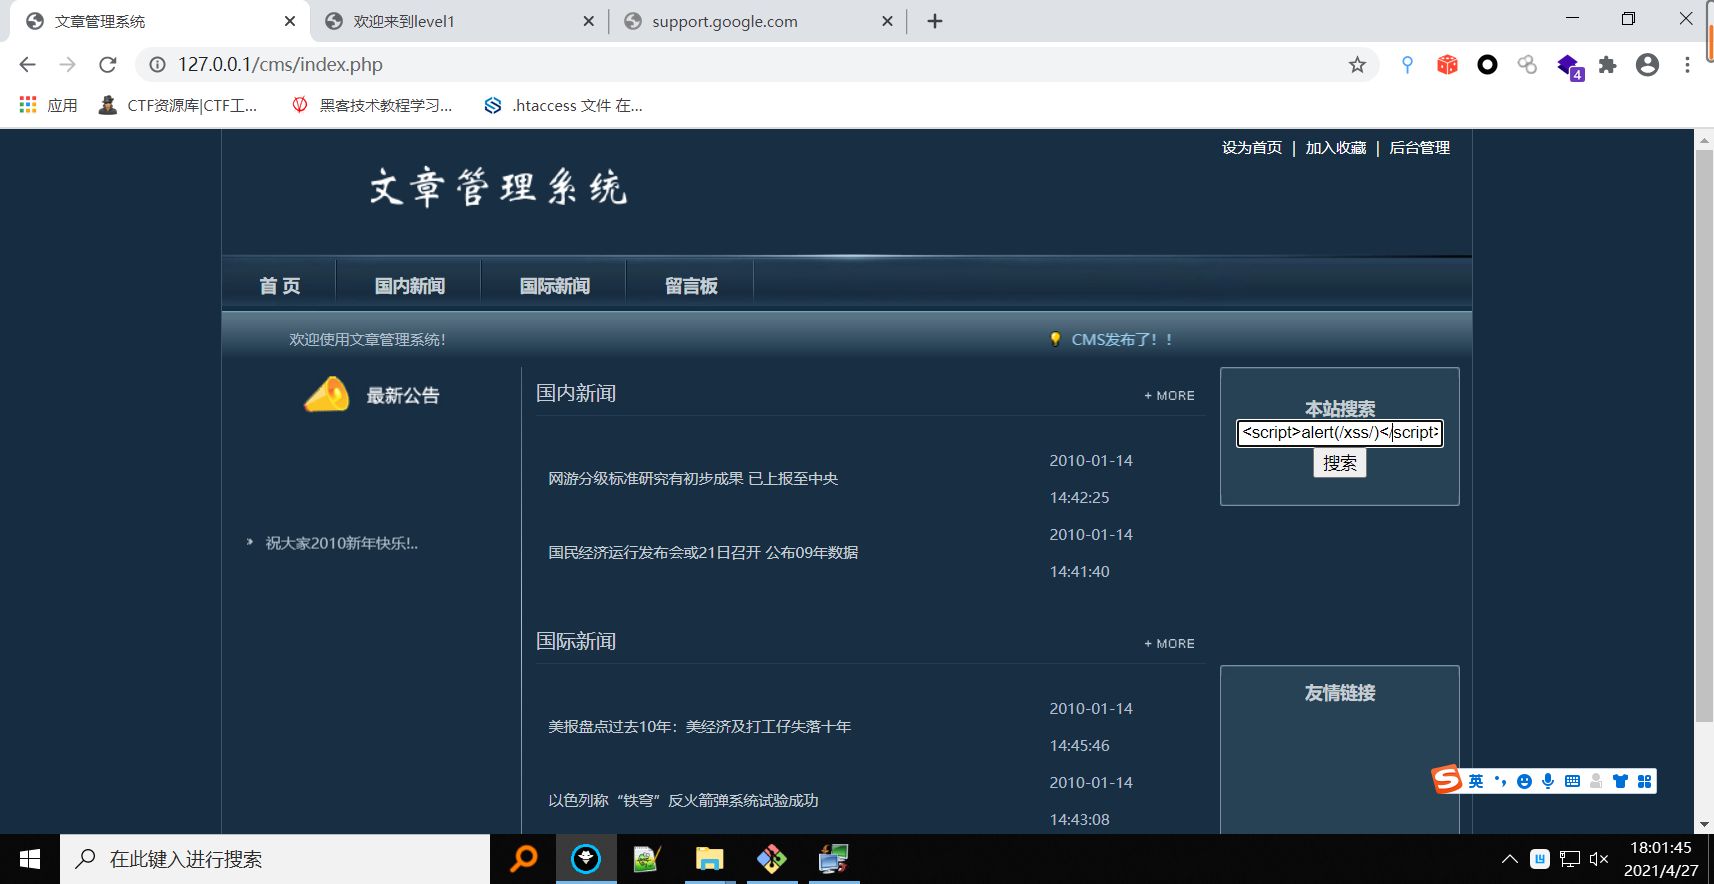 文章管理系统
欢迎来到level1
support.google.com
127.0.0.1/cms/index.php
4
应用
CTF资源库|CTF工...
黑客技术教程学习...
.htaccess 文件 在...
设为首页 | 加入收藏 | 后台管理
文章管理系统
首 页
国内新闻
国际新闻
留言板
欢迎使用文章管理系统！
CMS发布了！！
最新公告
祝大家2010新年快乐!..
国内新闻
+ MORE
网游分级标准研究有初步成果 已上报至中央
2010-01-14
14:42:25
国民经济运行发布会或21日召开 公布09年数据
2010-01-14
14:41:40
国际新闻
+ MORE
美报盘点过去10年：美经济及打工仔失落十年
2010-01-14
14:45:46
以色列称“铁穹”反火箭弹系统试验成功
2010-01-14
14:43:08
本站搜索
<script>alert(/xss/)</script>
搜索
友情链接
英
在此键入进行搜索
18:01:45
2021/4/27